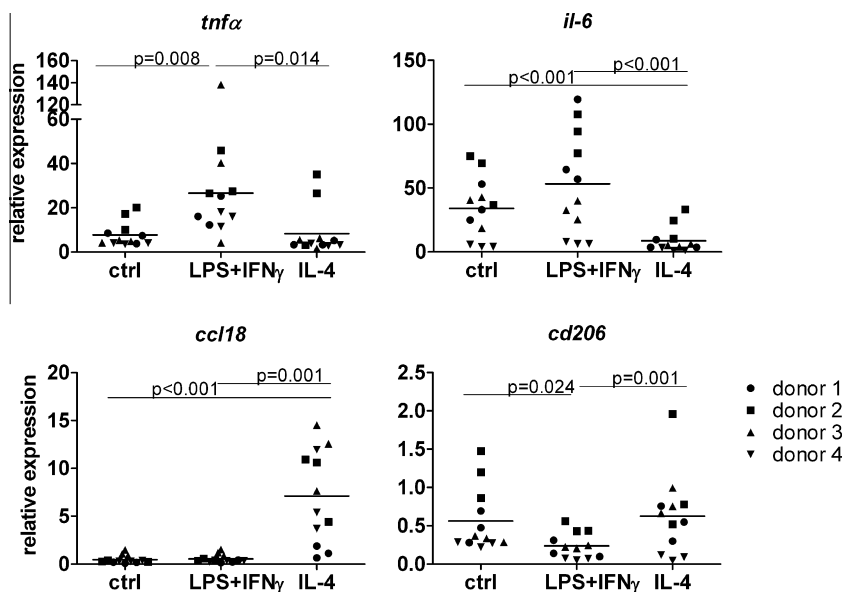 tnfα
160
140
120
60
40
20
0
relative expression
p=0.008
p=0.014
ctrl
LPS+IFNγ
IL-4
il-6
150
100
50
0
p<0.001
p<0.001
ctrl
LPS+IFNγ
IL-4
ccl18
20
15
10
5
0
relative expression
p=0.001
p<0.001
ctrl
LPS+IFNγ
IL-4
cd206
2.5
2.0
1.5
1.0
0.5
0.0
p=0.024
p=0.001
ctrl
LPS+IFNγ
IL-4
donor 1
donor 2
donor 3
donor 4